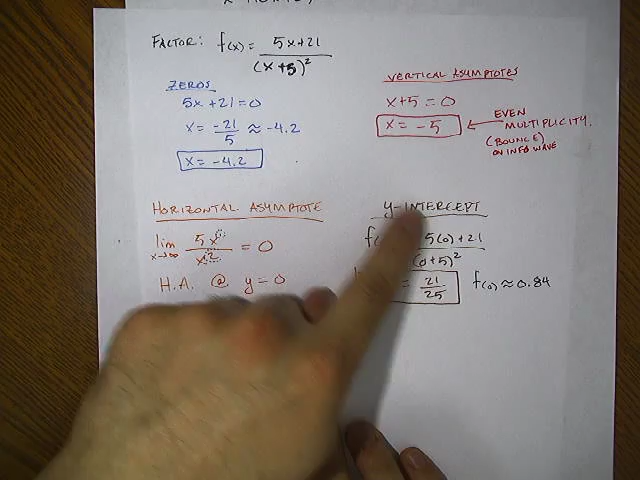 FACTOR: f(x) = 5x+21 / (x+5)²
ZEROS
5x + 21 = 0
x = -21/5 ≈ -4.2
x = -4.2
VERTICAL ASYMPTOTES
x+5 = 0
x = -5
EVEN
MULTIPLICITY.
(BOUNCE)
ON INFO WAVE
HORIZONTAL ASYMPTOTE
lim x→∞ 5x / x² = 0
H.A. @ y = 0
y-INTERCEPT
5(0) + 21 / (0+5)²
= 21/25
f(0) ≈ 0.84